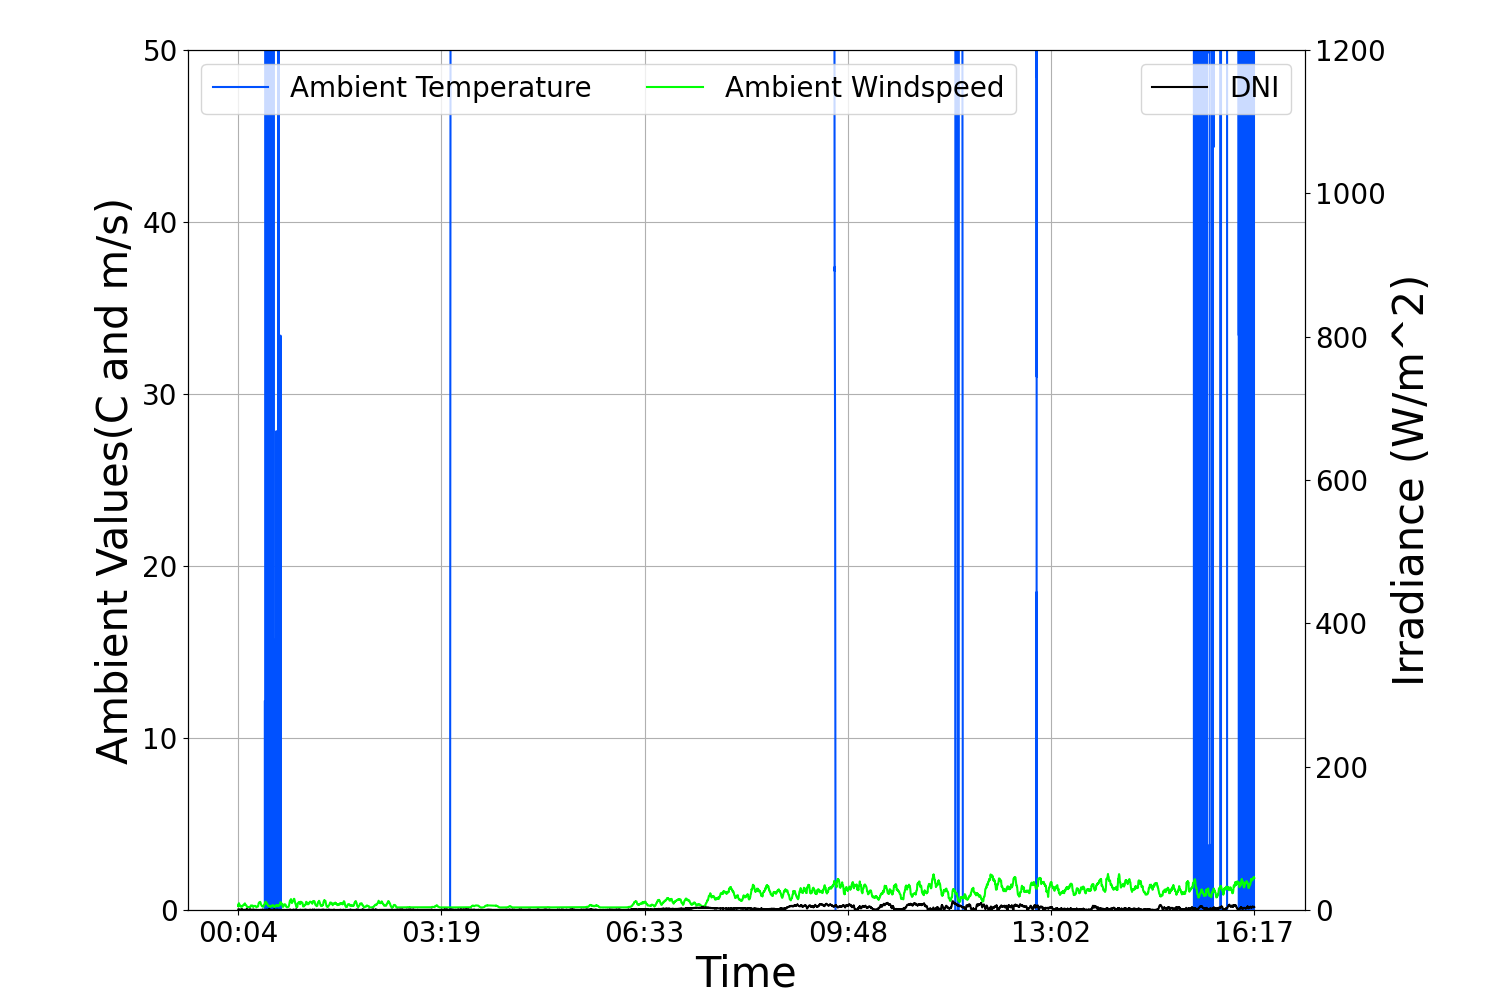 Ambient Temperature
Ambient Windspeed
DNI
Ambient Values(C and m/s)
50
40
30
20
10
0
1200
1000
800
600
400
200
0
Irradiance (W/m^2)
00:04 03:19 06:33 09:48 13:02 16:17
Time